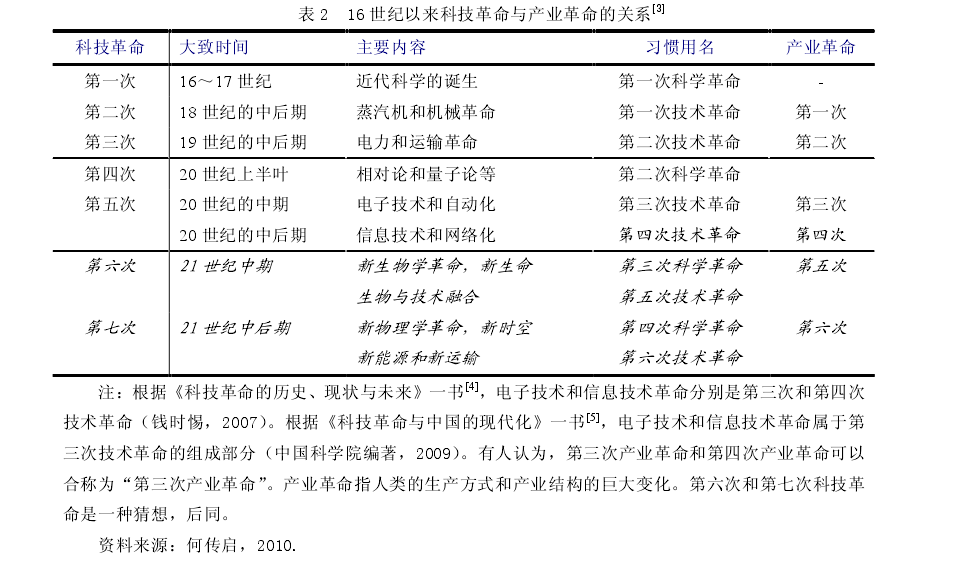 表 2　16 世纪以来科技革命与产业革命的关系[3]
科技革命　大致时间　主要内容　习惯用名　产业革命
第一次　16～17 世纪　近代科学的诞生　第一次科学革命　-
第二次　18 世纪的中后期　蒸汽机和机械革命　第一次技术革命　第一次
第三次　19 世纪的中后期　电力和运输革命　第二次技术革命　第二次
第四次　20 世纪上半叶　相对论和量子论等　第二次科学革命
第五次　20 世纪的中期　电子技术和自动化　第三次技术革命　第三次
20 世纪的中后期　信息技术和网络化　第四次技术革命　第四次
第六次　21 世纪中期　新生物学革命，新生命　第三次科学革命　第五次
生物与技术融合　第五次技术革命
第七次　21 世纪中后期　新物理学革命，新时空　第四次科学革命　第六次
新能源和新运输　第六次技术革命
注：根据《科技革命的历史、现状与未来》一书[4]，电子技术和信息技术革命分别是第三次和第四次
技术革命（钱时惕，2007）。根据《科技革命与中国的现代化》一书[5]，电子技术和信息技术革命属于第
三次技术革命的组成部分（中国科学院编著，2009）。有人认为，第三次产业革命和第四次产业革命可以
合称为“第三次产业革命”。产业革命指人类的生产方式和产业结构的巨大变化。第六次和第七次科技革
命是一种猜想，后同。
资料来源：何传启，2010.